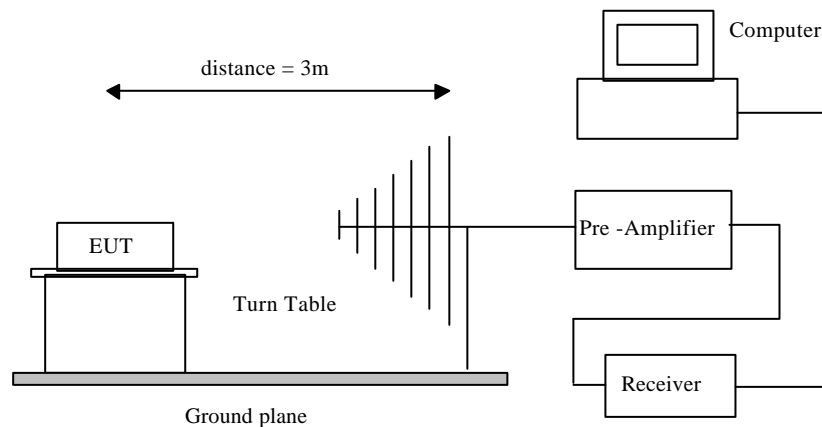 Computer
distance = 3m
EUT
Pre -Amplifier
Turn Table
Receiver
Ground plane